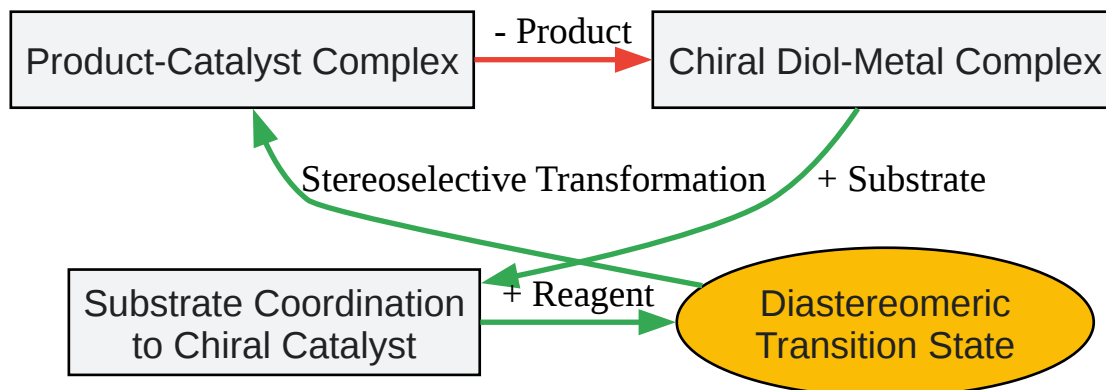 - Product
Product-Catalyst Complex
Chiral Diol-Metal Complex
Stereoselective Transformation
+ Substrate
Substrate Coordination
to Chiral Catalyst
+ Reagent
Diastereomeric
Transition State